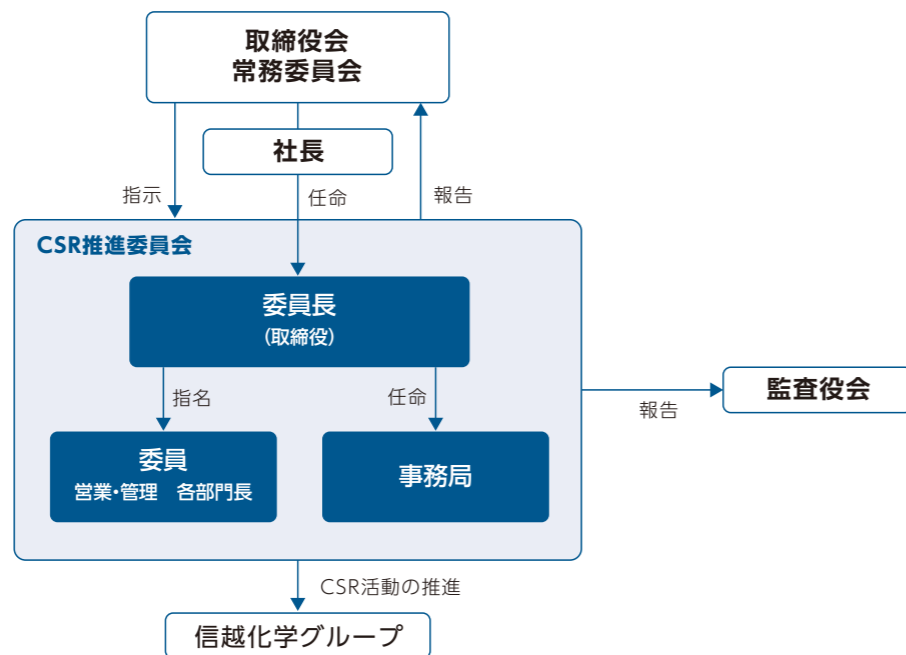 取締役会
常務委員会
社長
指示
任命
報告
CSR推進委員会
委員長
(取締役)
指名
任命
委員
営業・管理　各部門長
事務局
報告
監査役会
CSR活動の推進
信越化学グループ